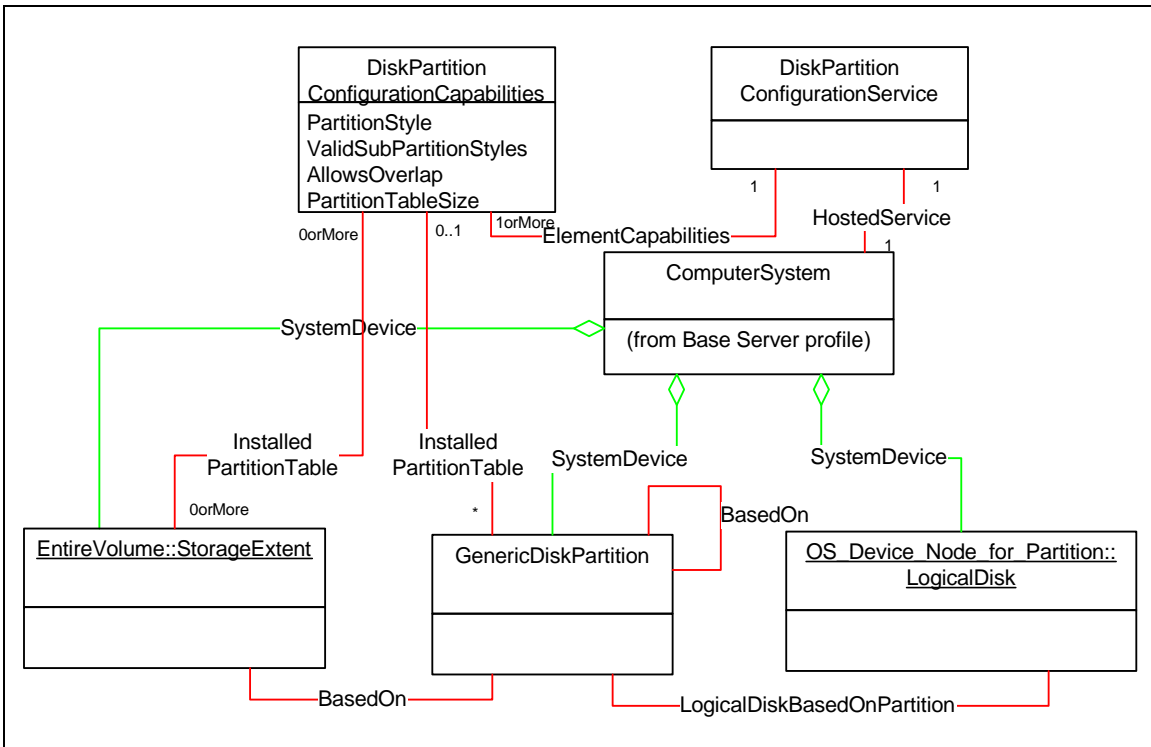 DiskPartition
ConfigurationCapabilities
PartitionStyle
ValidSubPartitionStyles
AllowsOverlap
PartitionTableSize
DiskPartition
ConfigurationService
0orMore
0..1
1orMore
ElementCapabilities
1
1
HostedService
1
ComputerSystem
(from Base Server profile)
SystemDevice
Installed
PartitionTable
0orMore
Installed
PartitionTable
*
SystemDevice
SystemDevice
BasedOn
EntireVolume::StorageExtent
GenericDiskPartition
OS_Device_Node_for_Partition::
LogicalDisk
BasedOn
LogicalDiskBasedOnPartition